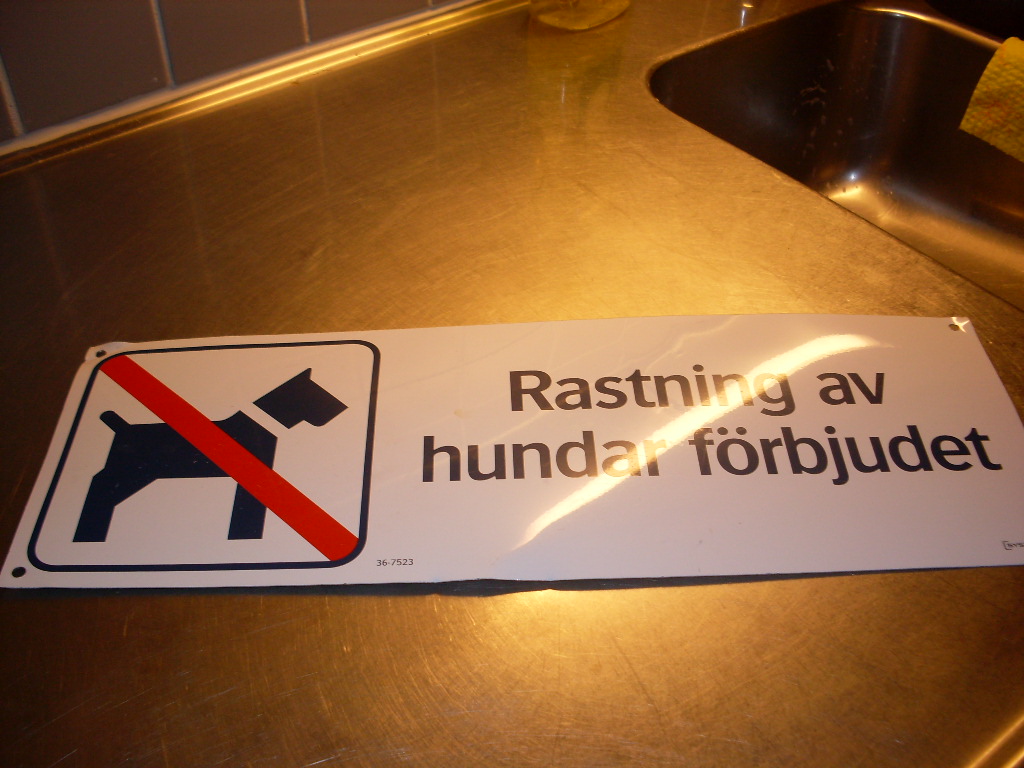 Rastning av
hundar förbjudet
36-7523